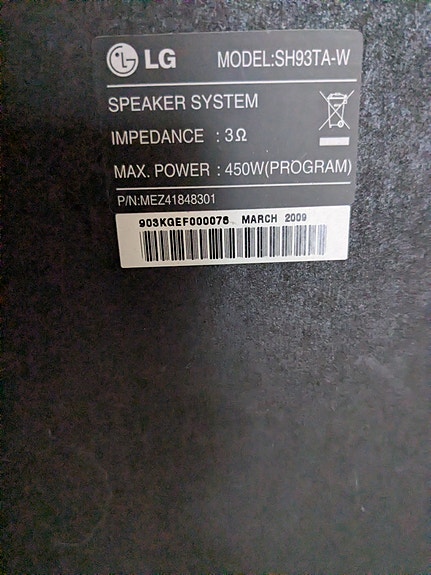 LG MODEL:SH93TA-W
SPEAKER SYSTEM
IMPEDANCE : 3Ω
MAX. POWER : 450W(PROGRAM)
P/N:MEZ41848301
903KGEF000076 MARCH 2009